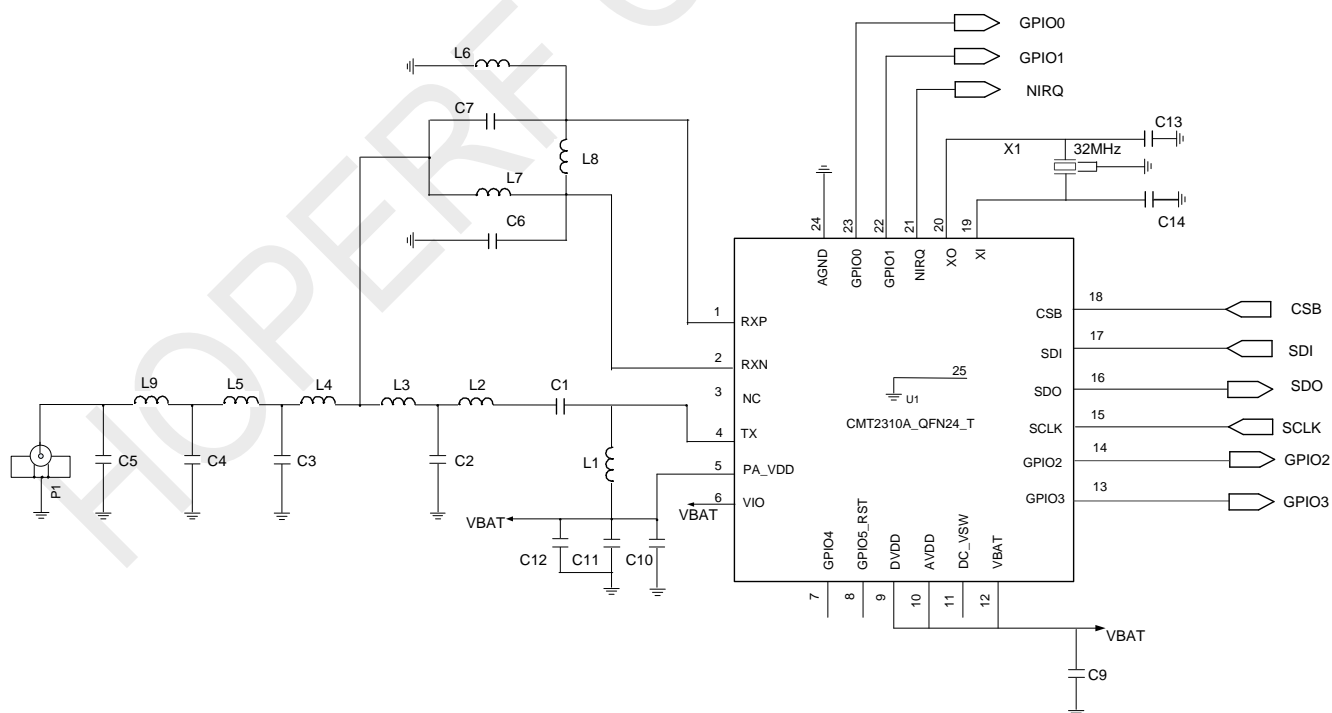 HOPERF
GPIO0
GPIO1
NIRQ
L6
C7
L8
L7
C6
C13
X1
32MHz
C14
24
23
22
21
20
19
AGND
GPIO0
GPIO1
NIRQ
XO
XI
1
RXP
2
RXN
3
NC
4
TX
5
PA_VDD
6
VIO
18
CSB
CSB
17
SDI
SDI
16
SDO
SDO
15
SCLK
SCLK
14
GPIO2
GPIO2
13
GPIO3
GPIO3
25
U1
CMT2310A_QFN24_T
L9
L5
L4
L3
L2
C1
C5
C4
C3
C2
L1
P1
VBAT
VBAT
C12
C11
C10
GPIO4
GPIO5_RST
DVDD
AVDD
DC_VSW
VBAT
7
8
9
10
11
12
VBAT
C9